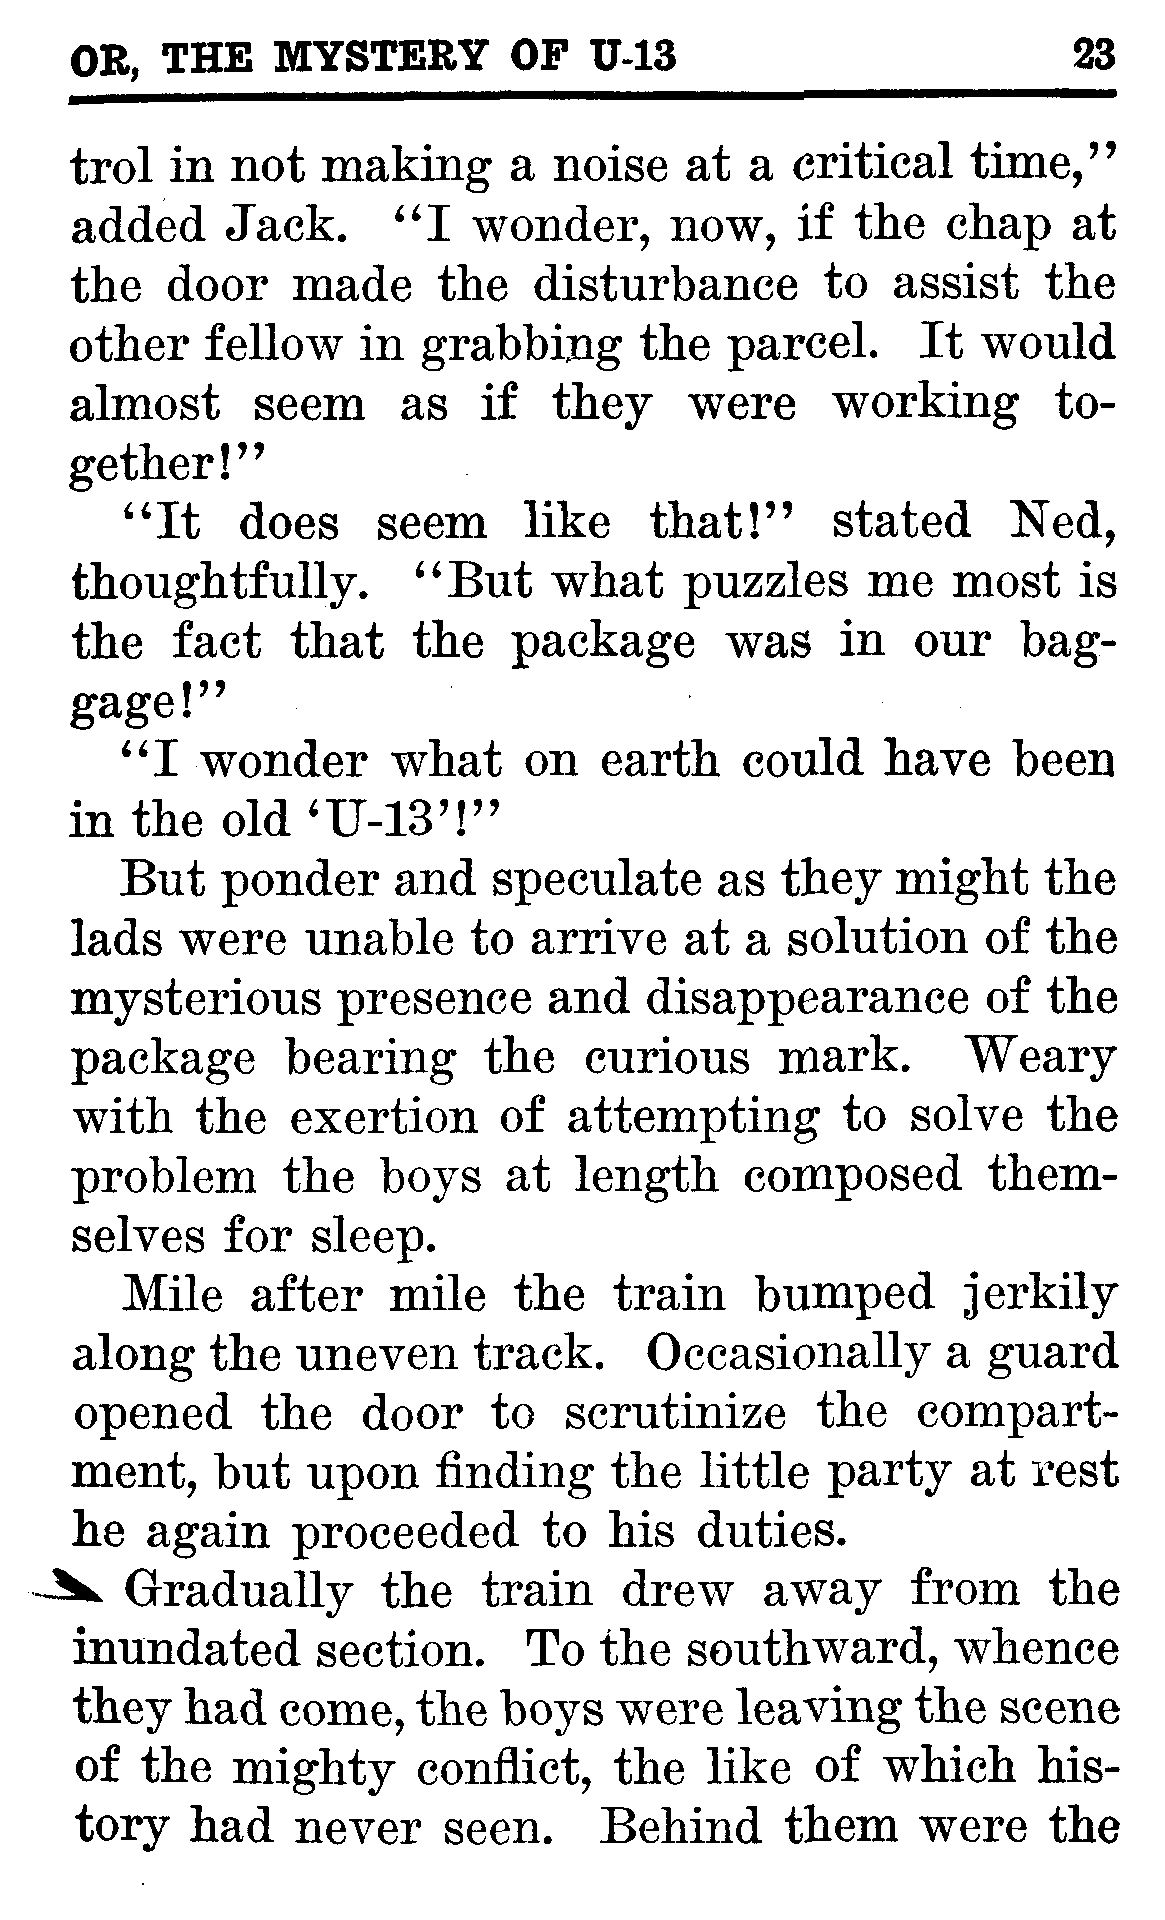 OR, THE MYSTERY OF U-13 23
trol in not making a noise at a critical time,”
added Jack. “I wonder, now, if the chap at
the door made the disturbance to assist the
other fellow in grabbing the parcel. It would
almost seem as if they were working to-
gether!”
“It does seem like that!” stated Ned,
thoughtfully. “But what puzzles me most is
the fact that the package was in our bag-
gage!”
“I wonder what on earth could have been
in the old ‘U-13’!”
But ponder and speculate as they might the
lads were unable to arrive at a solution of the
mysterious presence and disappearance of the
package bearing the curious mark. Weary
with the exertion of attempting to solve the
problem the boys at length composed them-
selves for sleep.
Mile after mile the train bumped jerkily
along the uneven track. Occasionally a guard
opened the door to scrutinize the compart-
ment, but upon finding the little party at rest
he again proceeded to his duties.
Gradually the train drew away from the
inundated section. To the southward, whence
they had come, the boys were leaving the scene
of the mighty conflict, the like of which his-
tory had never seen. Behind them were the